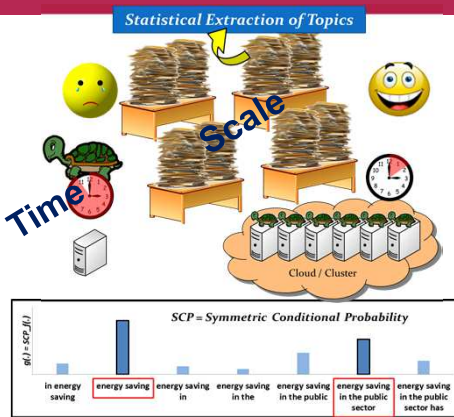 Statistical Extraction of Topics
Scale
Time
Cloud / Cluster
SCP = Symmetric Conditional Probability
g(.) = SCP_f(.)
in energy saving
energy saving
energy saving in
energy saving in the
energy saving in the public
energy saving in the public sector
energy saving in the public sector has